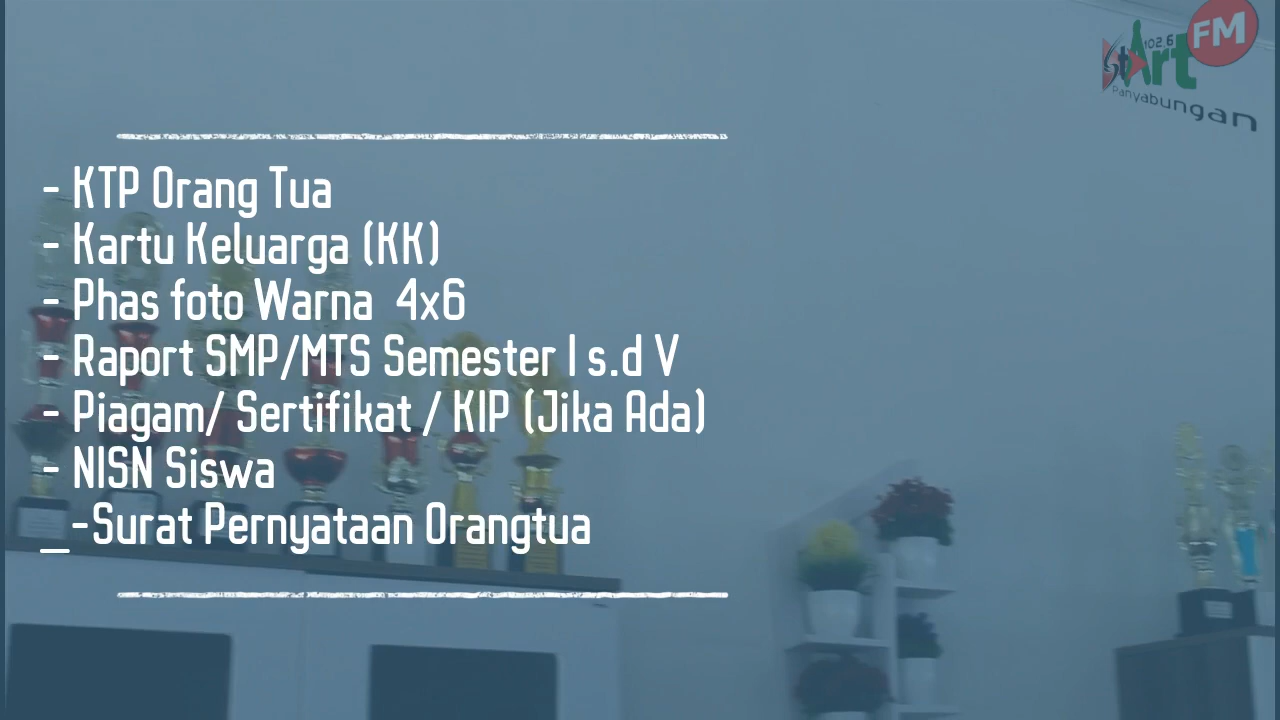 102.6
StArt
FM
Panyabungan
- KTP Orang Tua
- Kartu Keluarga (KK)
- Phas foto Warna 4x6
- Raport SMP/MTS Semester I s.d V
- Piagam/ Sertifikat / KIP (Jika Ada)
- NISN Siswa
_-Surat Pernyataan Orangtua